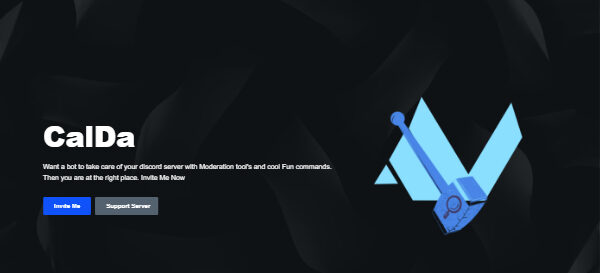 CalDa
Want a bot to take care of your discord server with Moderation tool's and cool Fun commands.
Then you are at the right place. Invite Me Now
Invite Me
Support Server